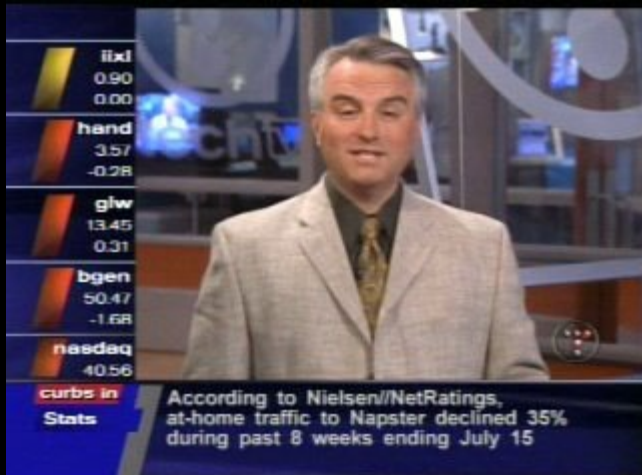 iixl
0.90
0.00
hand
3.57
-0.28
glw
13.45
0.31
bgen
50.47
-1.68
nasdaq
40.56
curbs in
Stats
According to Nielsen//NetRatings,
at-home traffic to Napster declined 35%
during past 8 weeks ending July 15
techtv